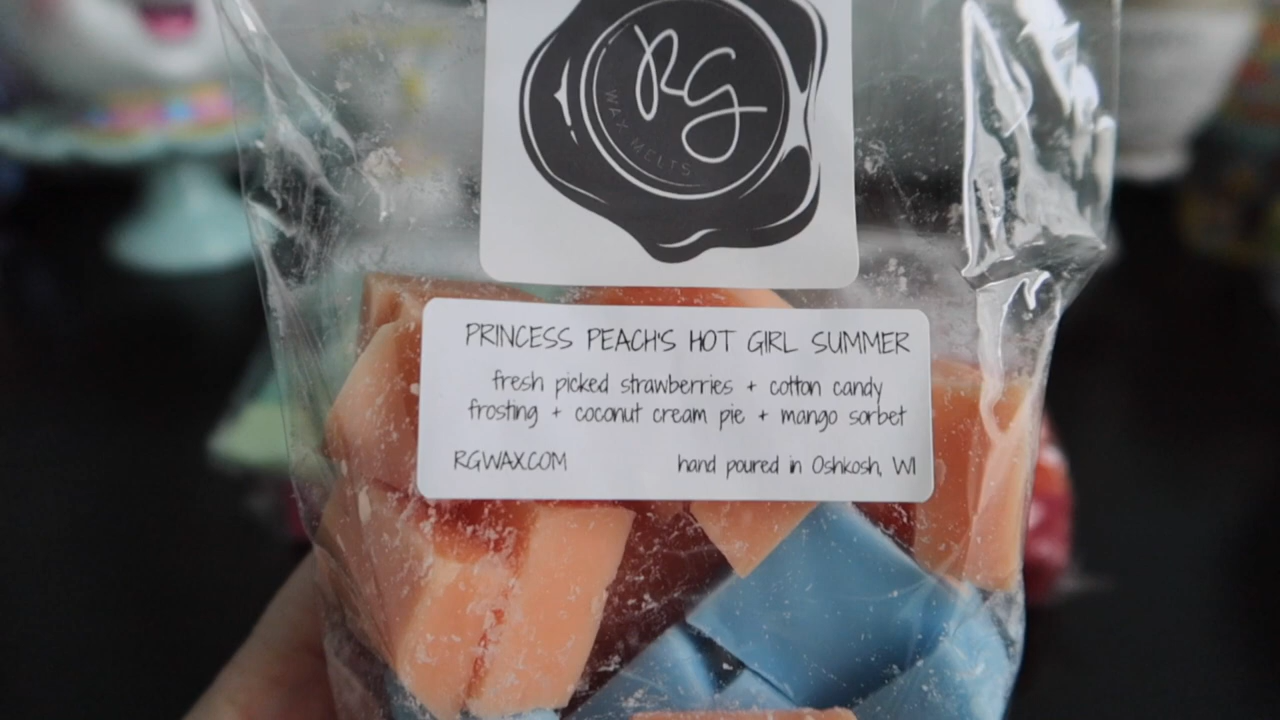 RG
WAX MELTS
PRINCESS PEACH'S HOT GIRL SUMMER
fresh picked strawberries + cotton candy
frosting + coconut cream pie + mango sorbet
RGWAX.COM
hand poured in Oshkosh, WI